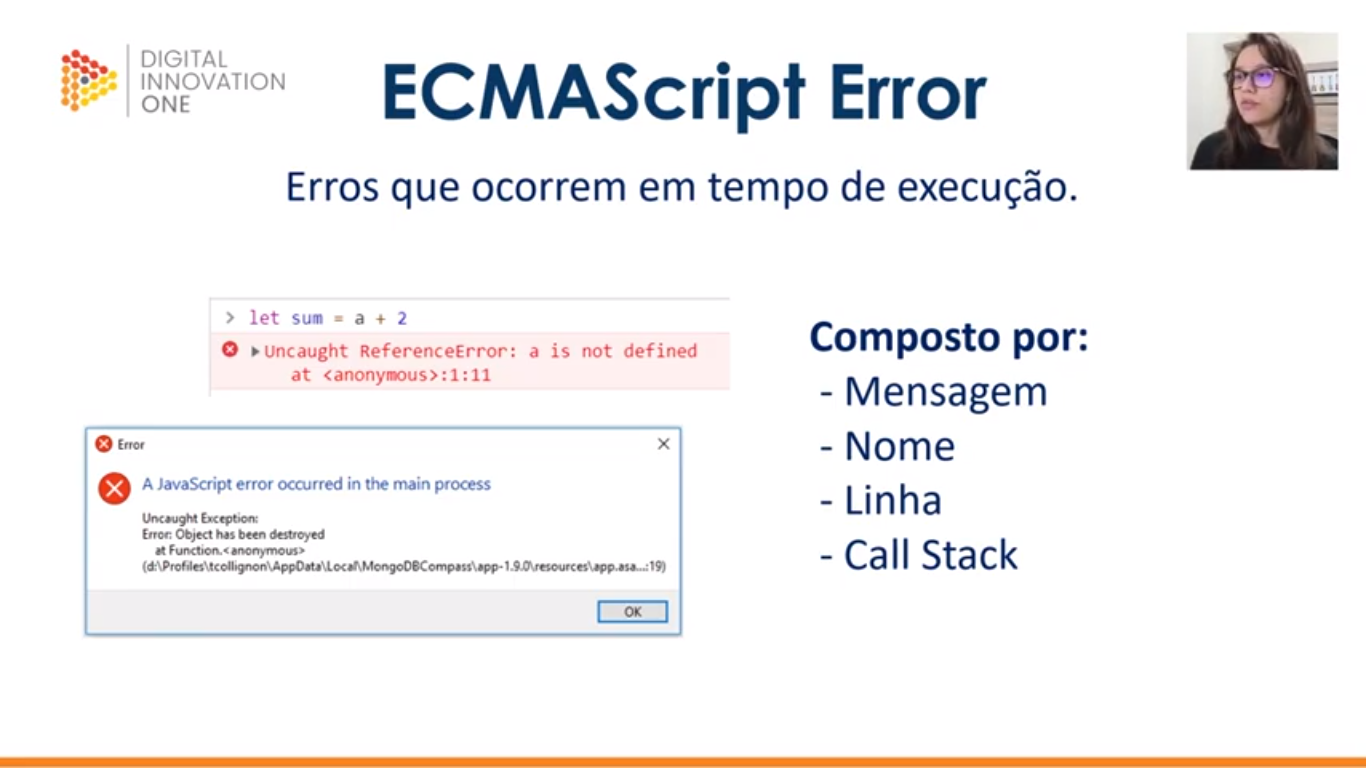 DIGITAL
INNOVATION
ONE
ECMAScript Error
Erros que ocorrem em tempo de execução.
> let sum = a + 2
Uncaught ReferenceError: a is not defined
at <anonymous>:1:11
Error
A JavaScript error occurred in the main process
Uncaught Exception:
Error: Object has been destroyed
at Function.<anonymous>
(d:\Profiles\tcollignon\AppData\Local\MongoDBCompass\app-1.9.0\resources\app.asa...:19)
OK
Composto por:
- Mensagem
- Nome
- Linha
- Call Stack